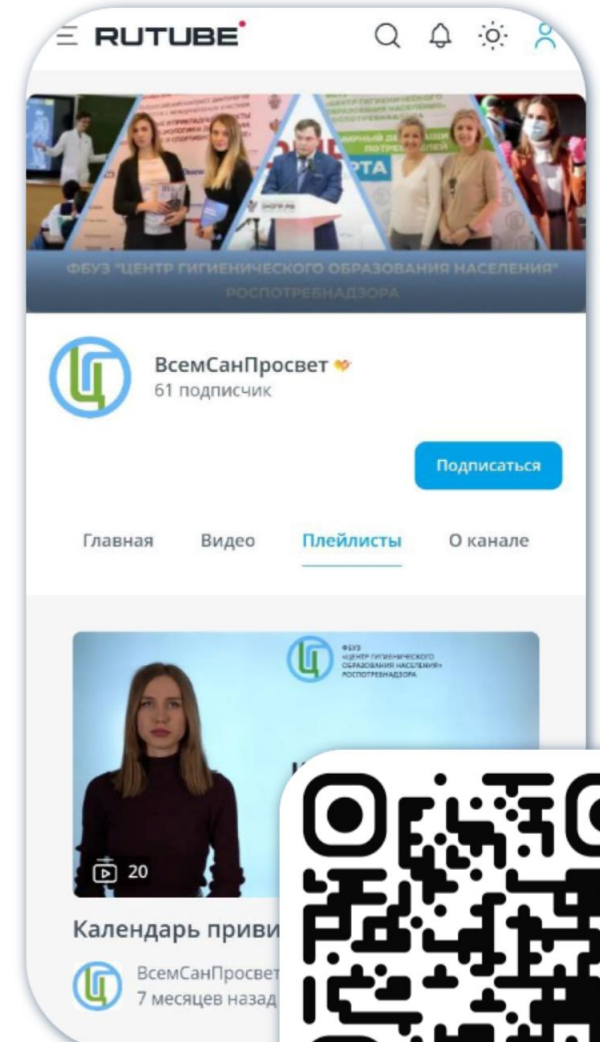 RUTUBE
ФБУЗ "ЦЕНТР ГИГИЕНИЧЕСКОГО ОБРАЗОВАНИЯ НАСЕЛЕНИЯ"
РОСПОТРЕБНАДЗОРА
ВсемСанПросвет
61 подписчик
Подписаться
Главная Видео Плейлисты О канале
ФБУЗ
«ЦЕНТР ГИГИЕНИЧЕСКОГО
ОБРАЗОВАНИЯ НАСЕЛЕНИЯ»
РОСПОТРЕБНАДЗОРА
20
Календарь приви
ВсемСанПросвет
7 месяцев назад